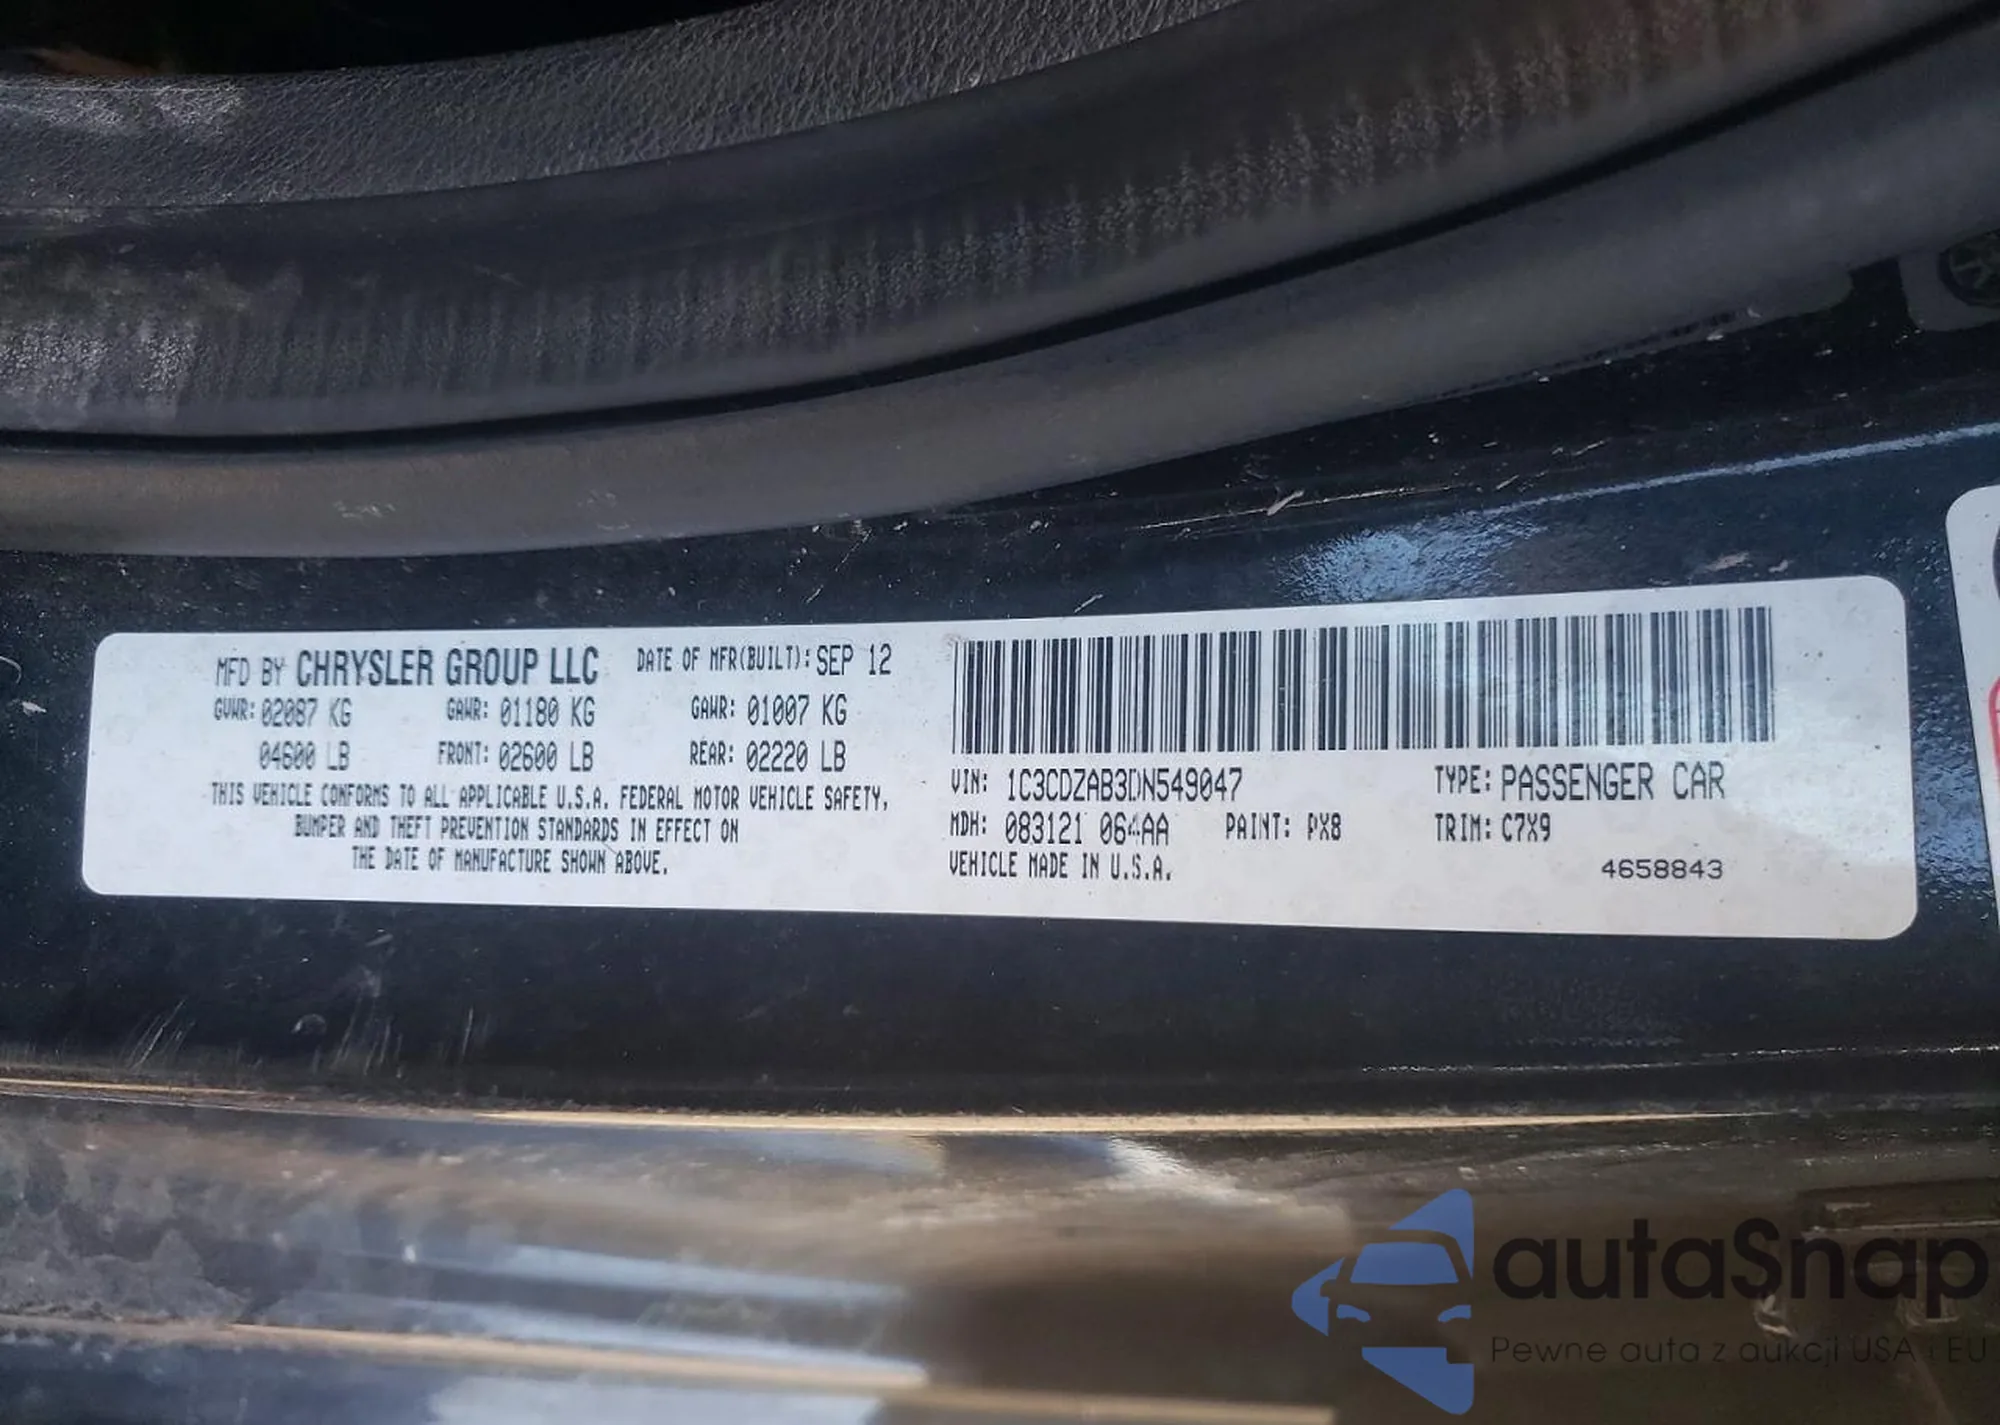 MFD BY CHRYSLER GROUP LLC DATE OF MFR(BUILT): SEP 12
GVWR: 02087 KG GAWR: 01180 KG GAWR: 01007 KG
04600 LB FRONT: 02600 LB REAR: 02220 LB
THIS VEHICLE CONFORMS TO ALL APPLICABLE U.S.A. FEDERAL MOTOR VEHICLE SAFETY,
BUMPER AND THEFT PREVENTION STANDARDS IN EFFECT ON
THE DATE OF MANUFACTURE SHOWN ABOVE.
VIN: 1C3CDZAB3DN549047 TYPE: PASSENGER CAR
MDH: 083121 064AA PAINT: PX8 TRIM: C7X9
VEHICLE MADE IN U.S.A. 4658843
autaSnap
Pewne auta z aukcji USA i EU